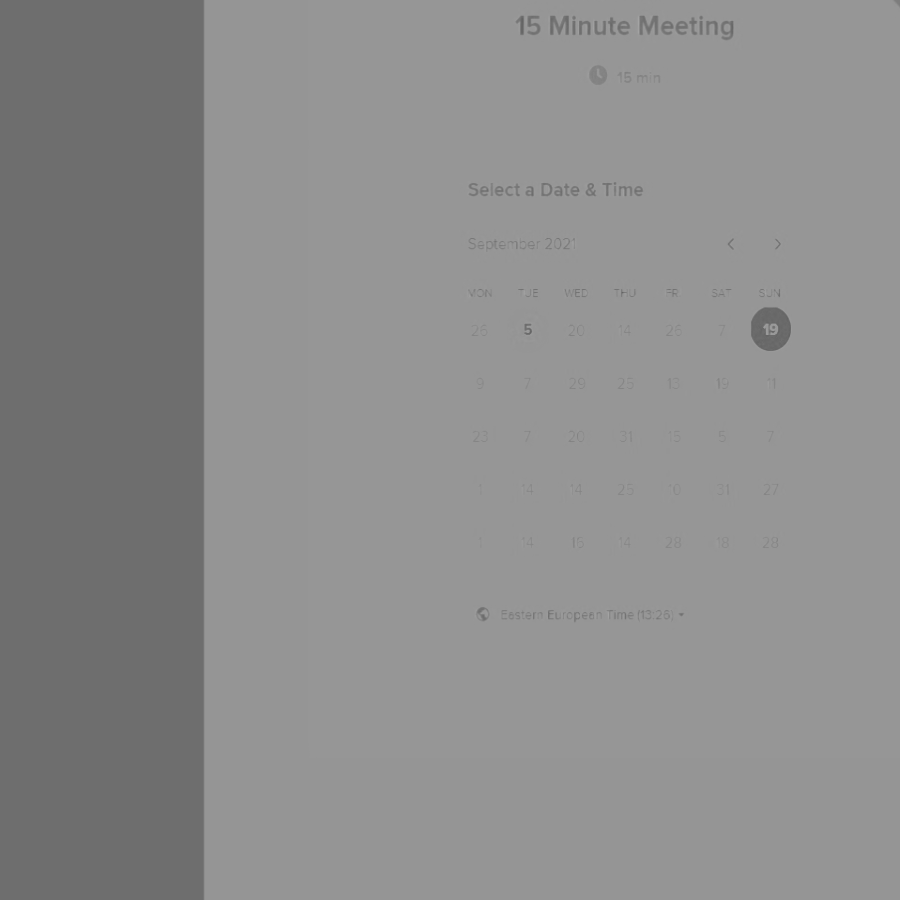 15 Minute Meeting
15 min
Select a Date & Time
September 2021
MON TUE WED THU FRI SAT SUN
26 5 20 14 26 7 19
9 7 29 25 13 19 11
23 7 20 31 15 5 7
1 14 14 25 10 31 27
1 14 15 14 28 18 28
Eastern European Time (13:26)